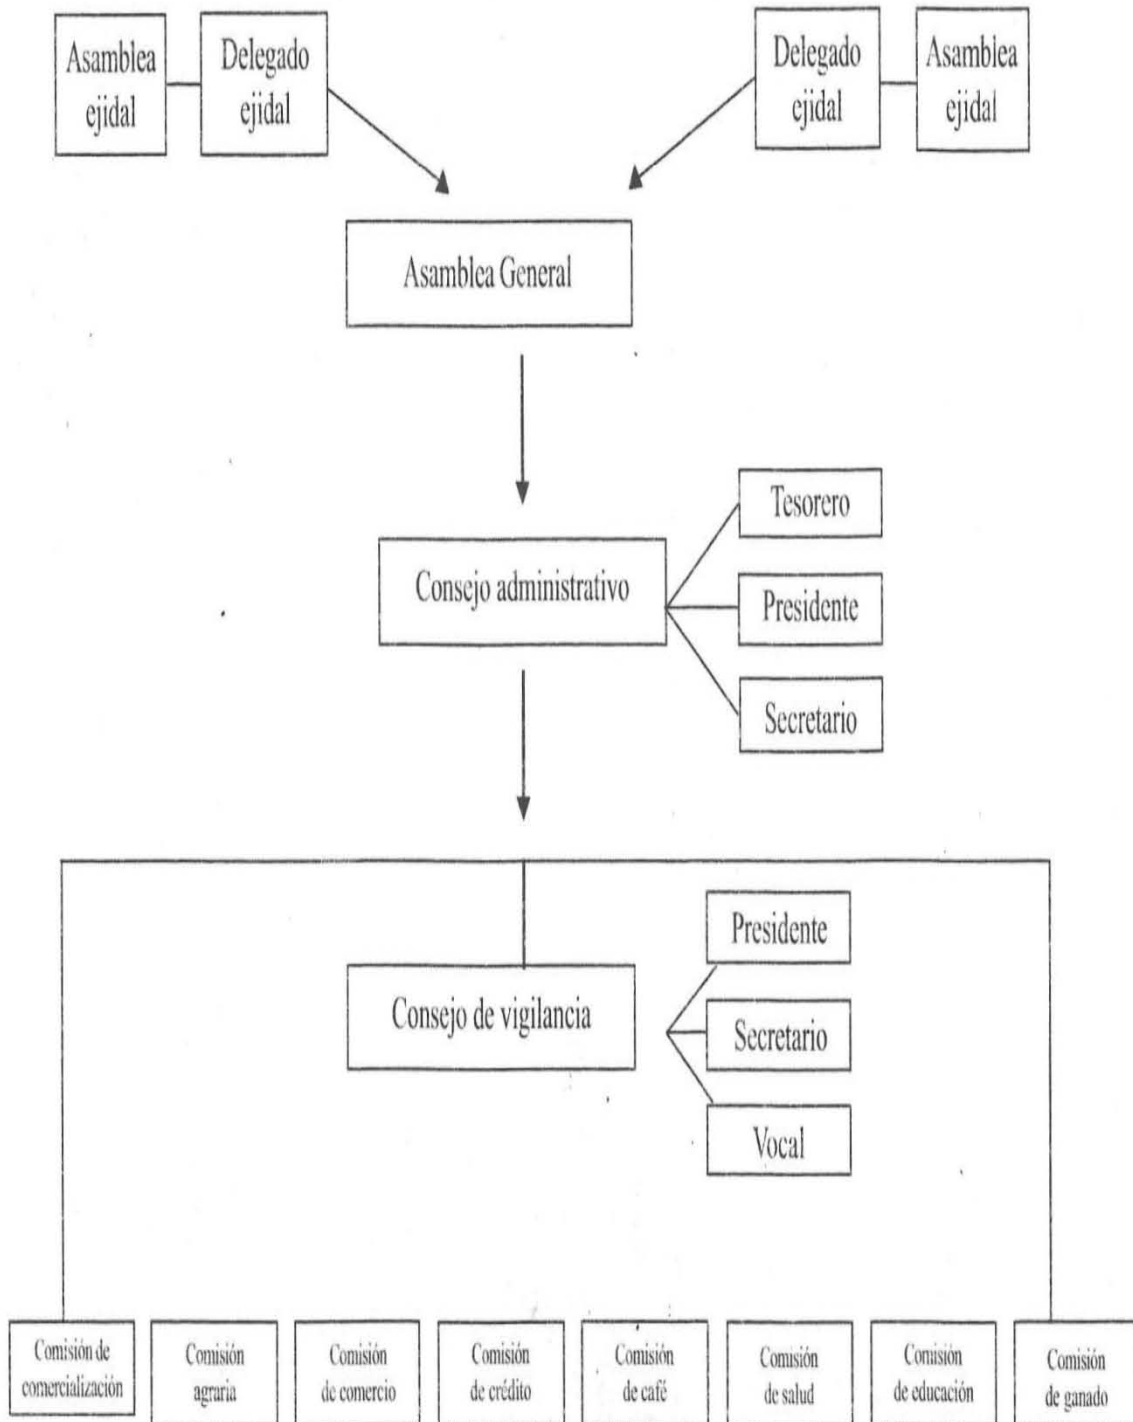 Asamblea
ejidal
Delegado
ejidal
Delegado
ejidal
Asamblea
ejidal
Asamblea General
Tesorero
Consejo administrativo
Presidente
Secretario
Presidente
Consejo de vigilancia
Secretario
Vocal
Comisión de
comercialización
Comisión
agraria
Comisión
de comercio
Comisión
de crédito
Comisión
de café
Comisión
de salud
Comisión
de educación
Comisión
de ganado